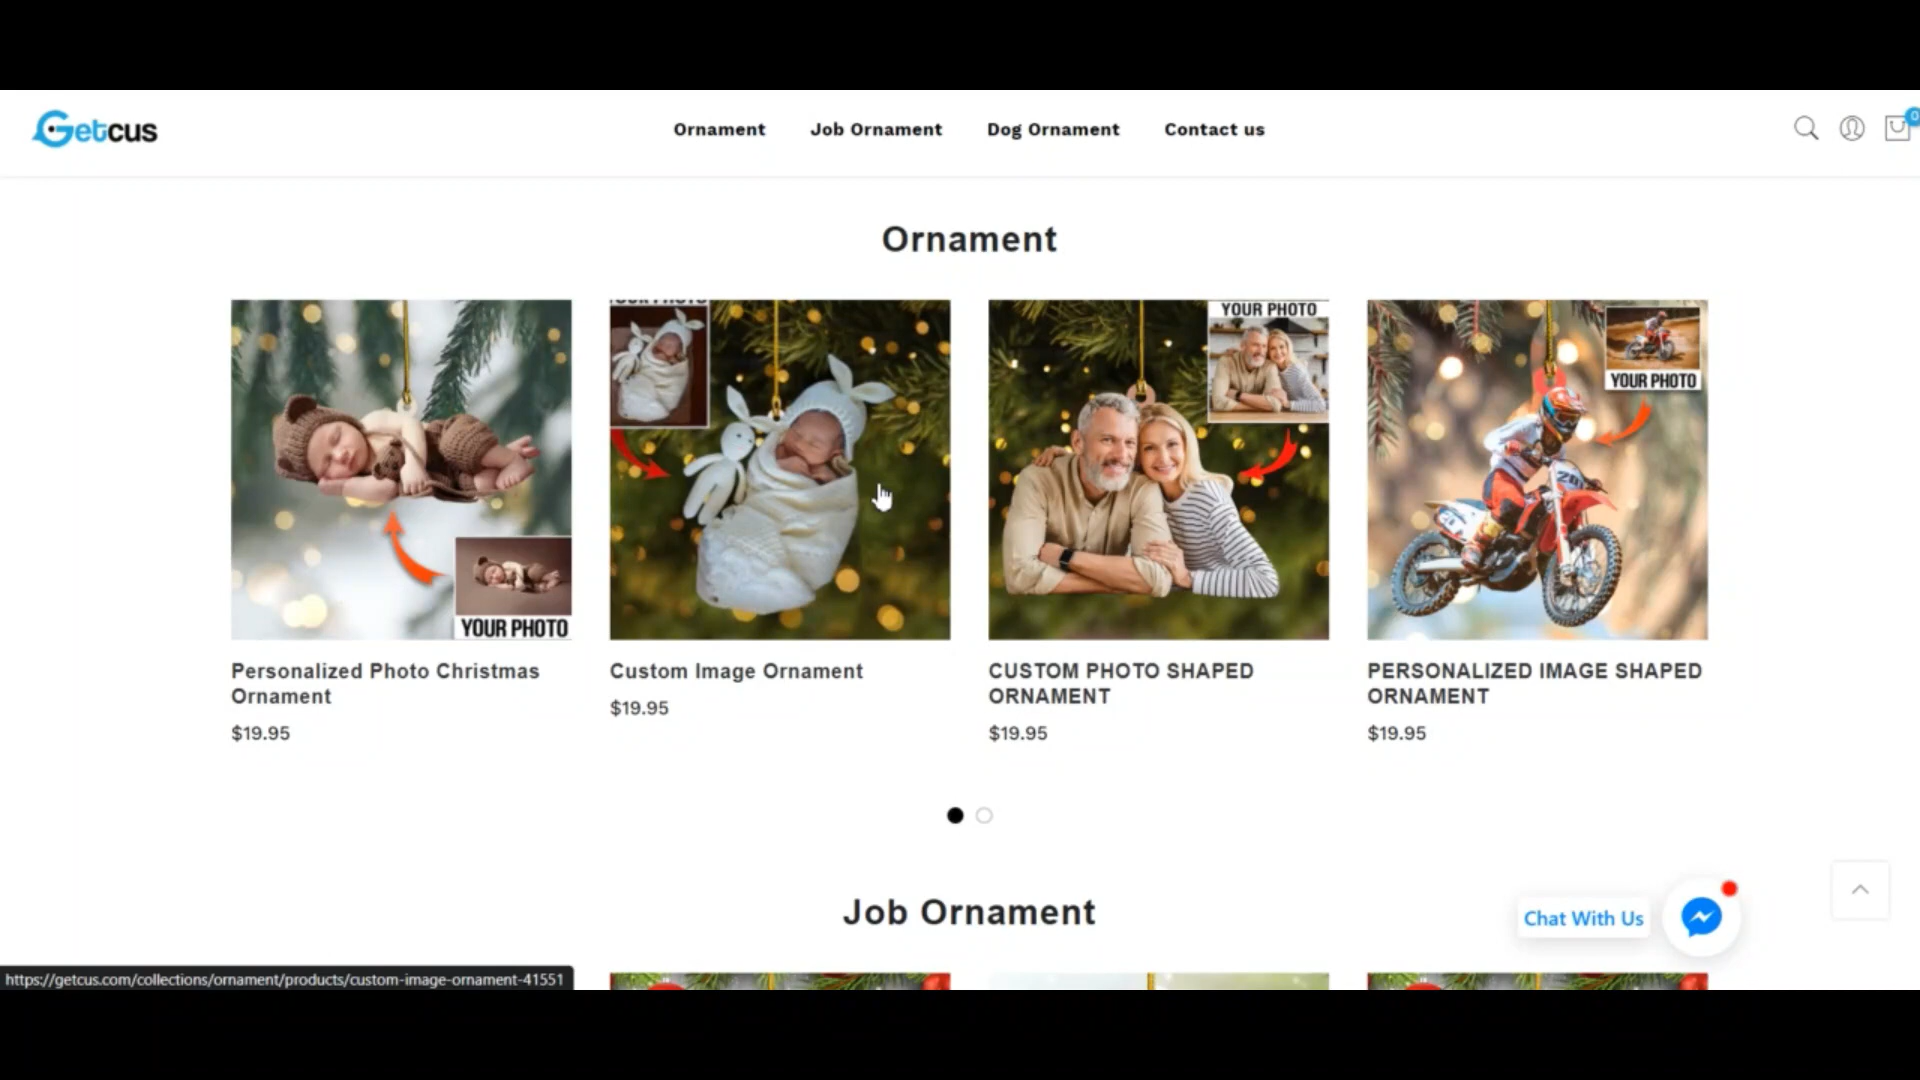 Getcus
Ornament
Job Ornament
Dog Ornament
Contact us
0
Ornament
YOUR PHOTO
YOUR PHOTO
YOUR PHOTO
YOUR PHOTO
Personalized Photo Christmas
Ornament
$19.95
Custom Image Ornament
$19.95
CUSTOM PHOTO SHAPED
ORNAMENT
$19.95
PERSONALIZED IMAGE SHAPED
ORNAMENT
$19.95
Job Ornament
Chat With Us
https://getcus.com/collections/ornament/products/custom-image-ornament-41551